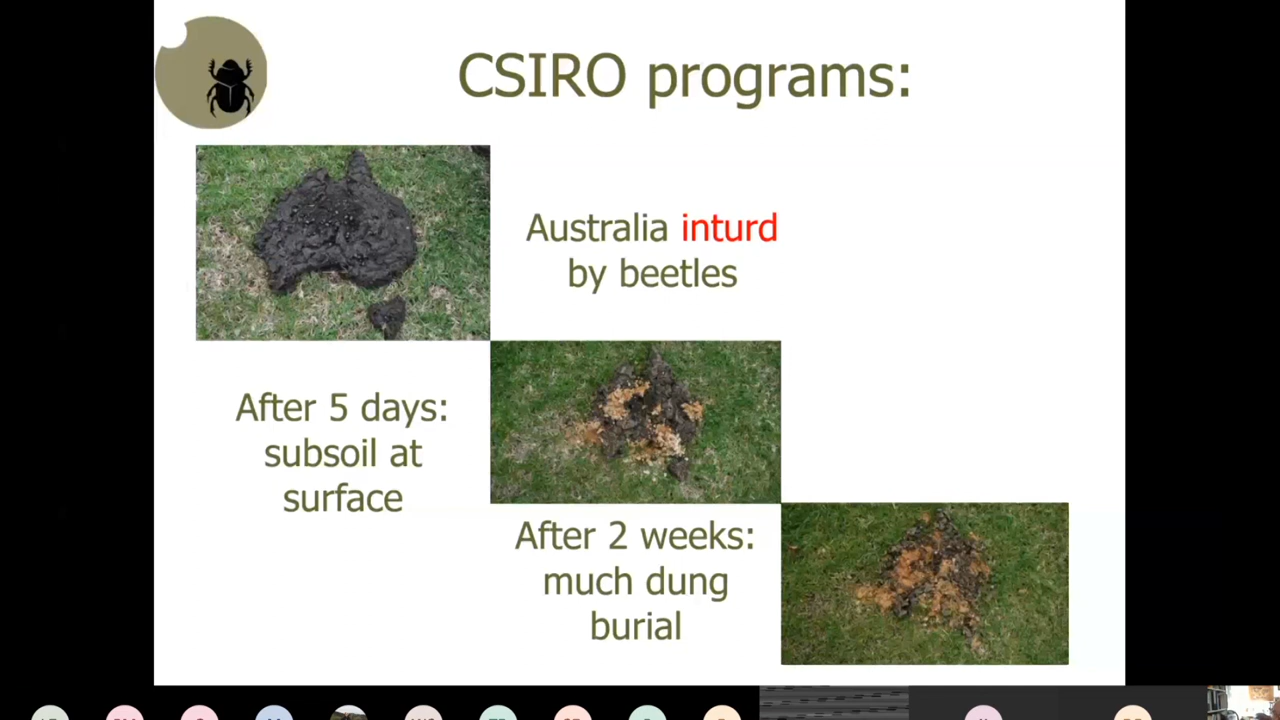 CSIRO programs:
Australia inturd
by beetles
After 5 days:
subsoil at
surface
After 2 weeks:
much dung
burial